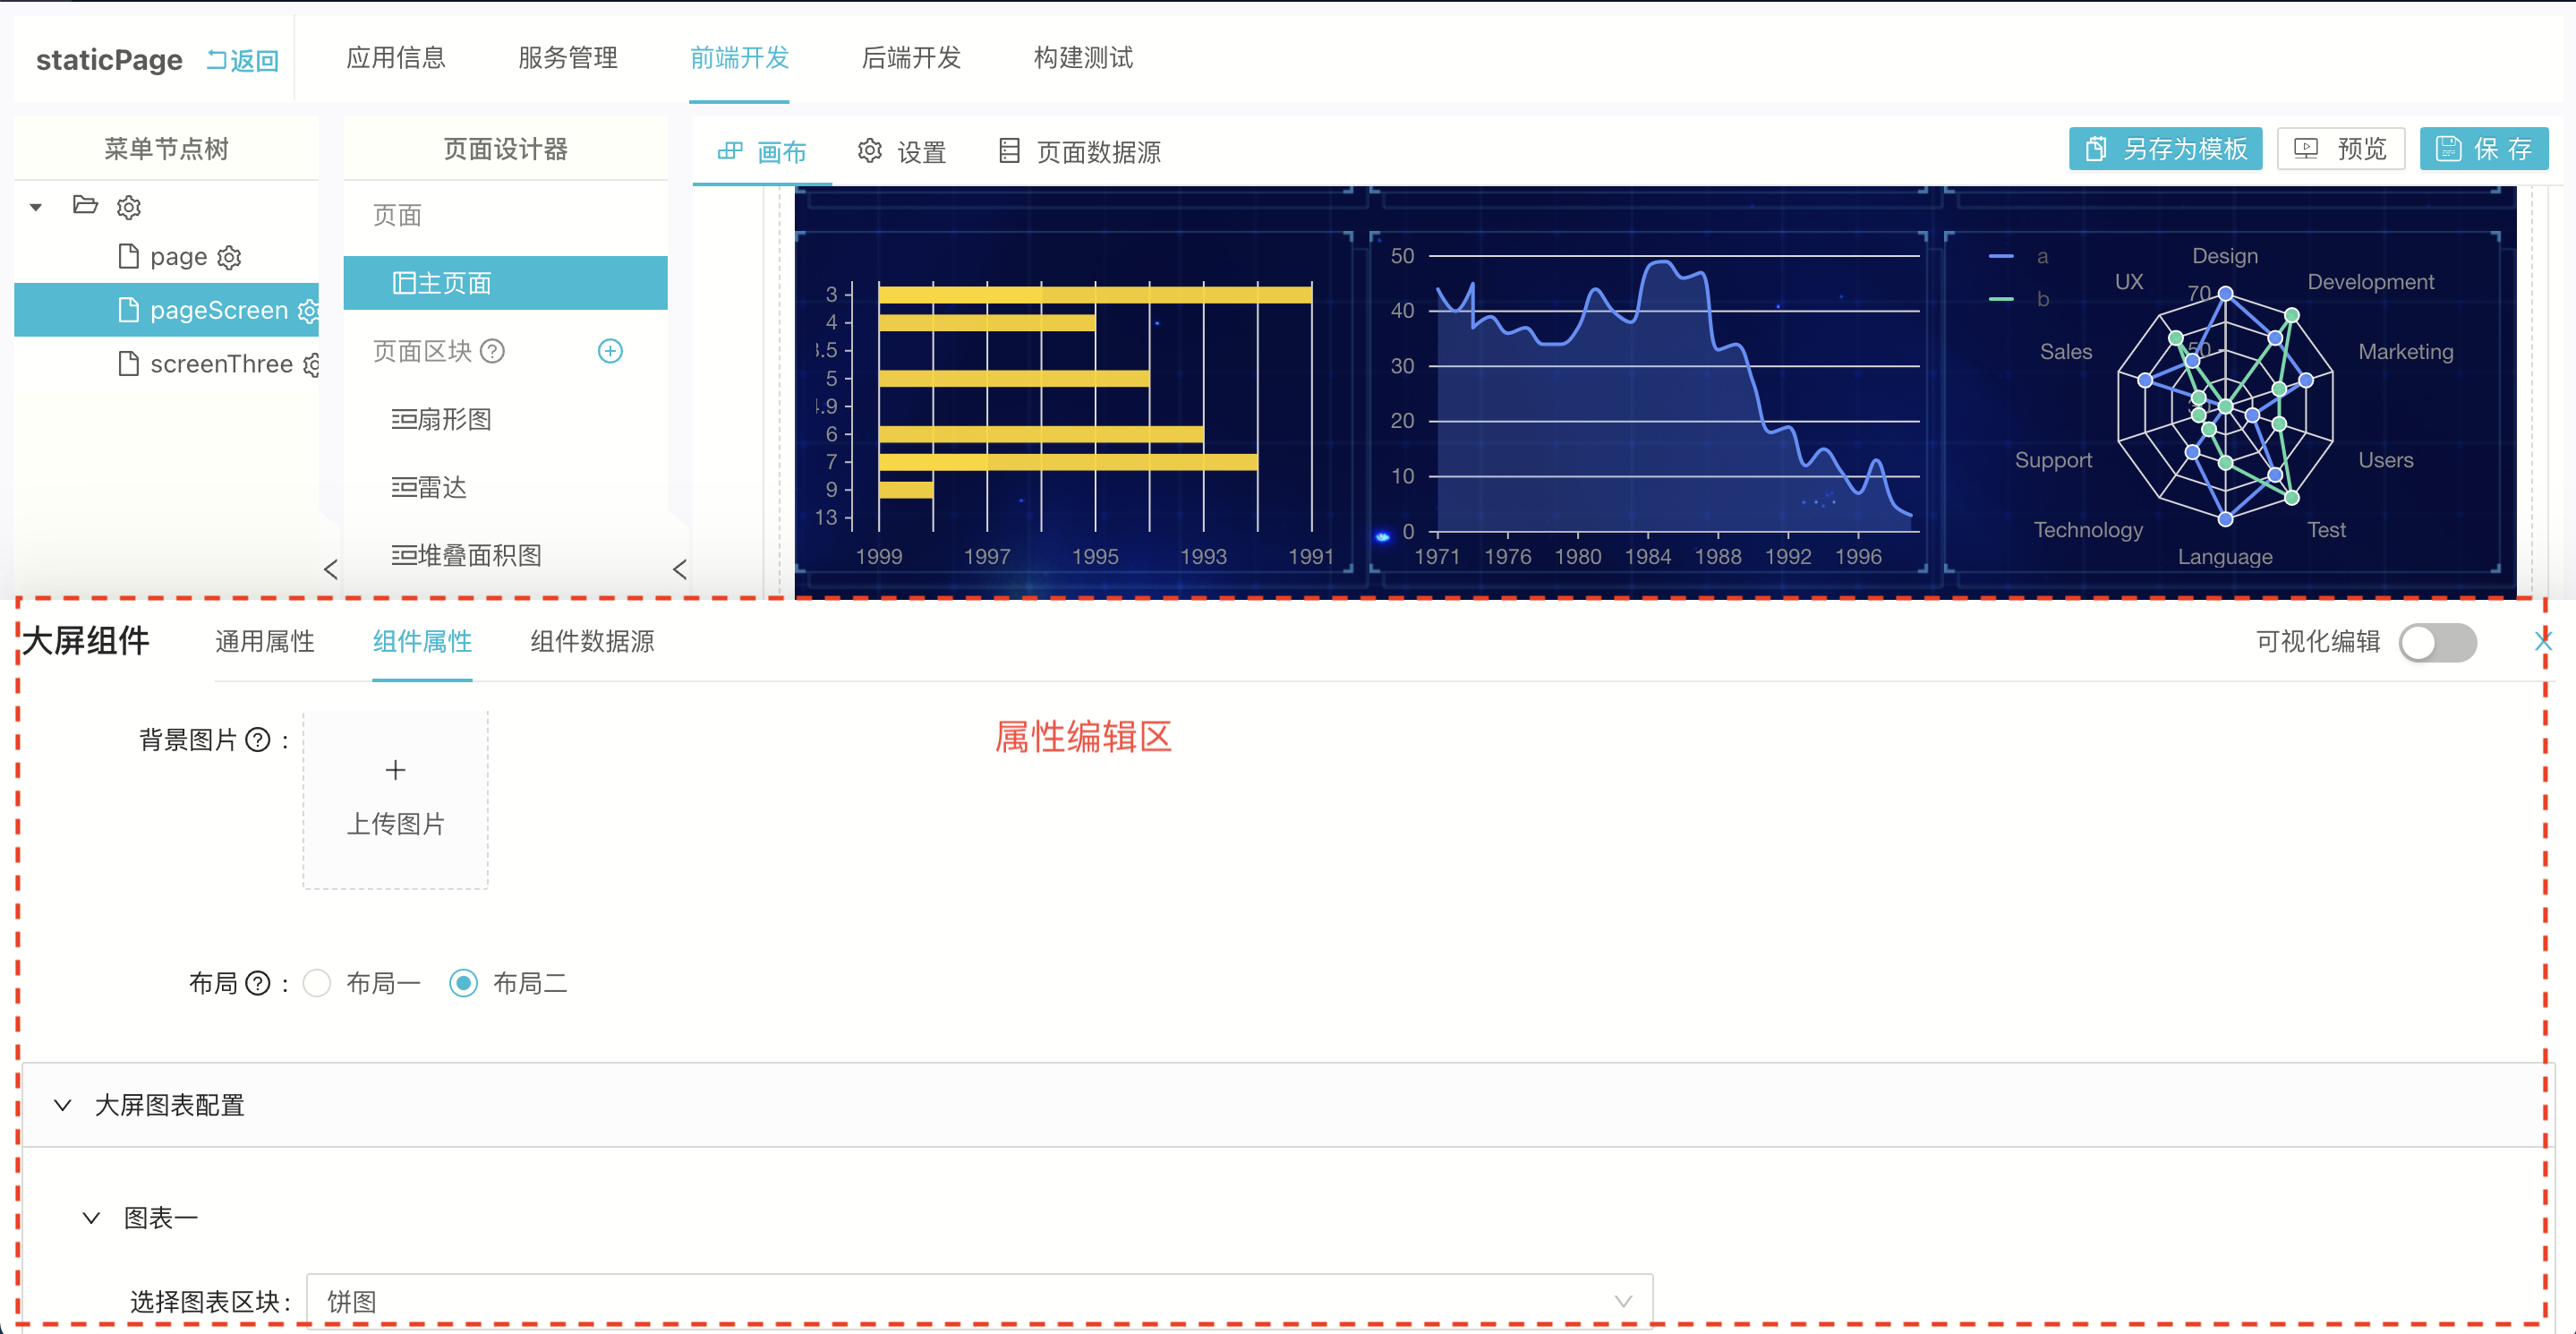 staticPage 返回 应用信息 服务管理 前端开发 后端开发 构建测试
菜单节点树
page
pageScreen
screenThree
页面设计器
页面
主页面
页面区块
扇形图
雷达
堆叠面积图
画布 设置 页面数据源 另存为模板 预览 保 存
3
4
5
6
7
9
13
1999 1997 1995 1993 1991
50
40
30
20
10
0
1971 1976 1980 1984 1988 1992 1996
a
b
Design
Development
Marketing
Users
Test
Language
Technology
Support
Sales
UX
70
50
大屏组件 通用属性 组件属性 组件数据源 可视化编辑
属性编辑区
背景图片 :
上传图片
布局 : 布局一 布局二
大屏图表配置
图表一
选择图表区块: 饼图